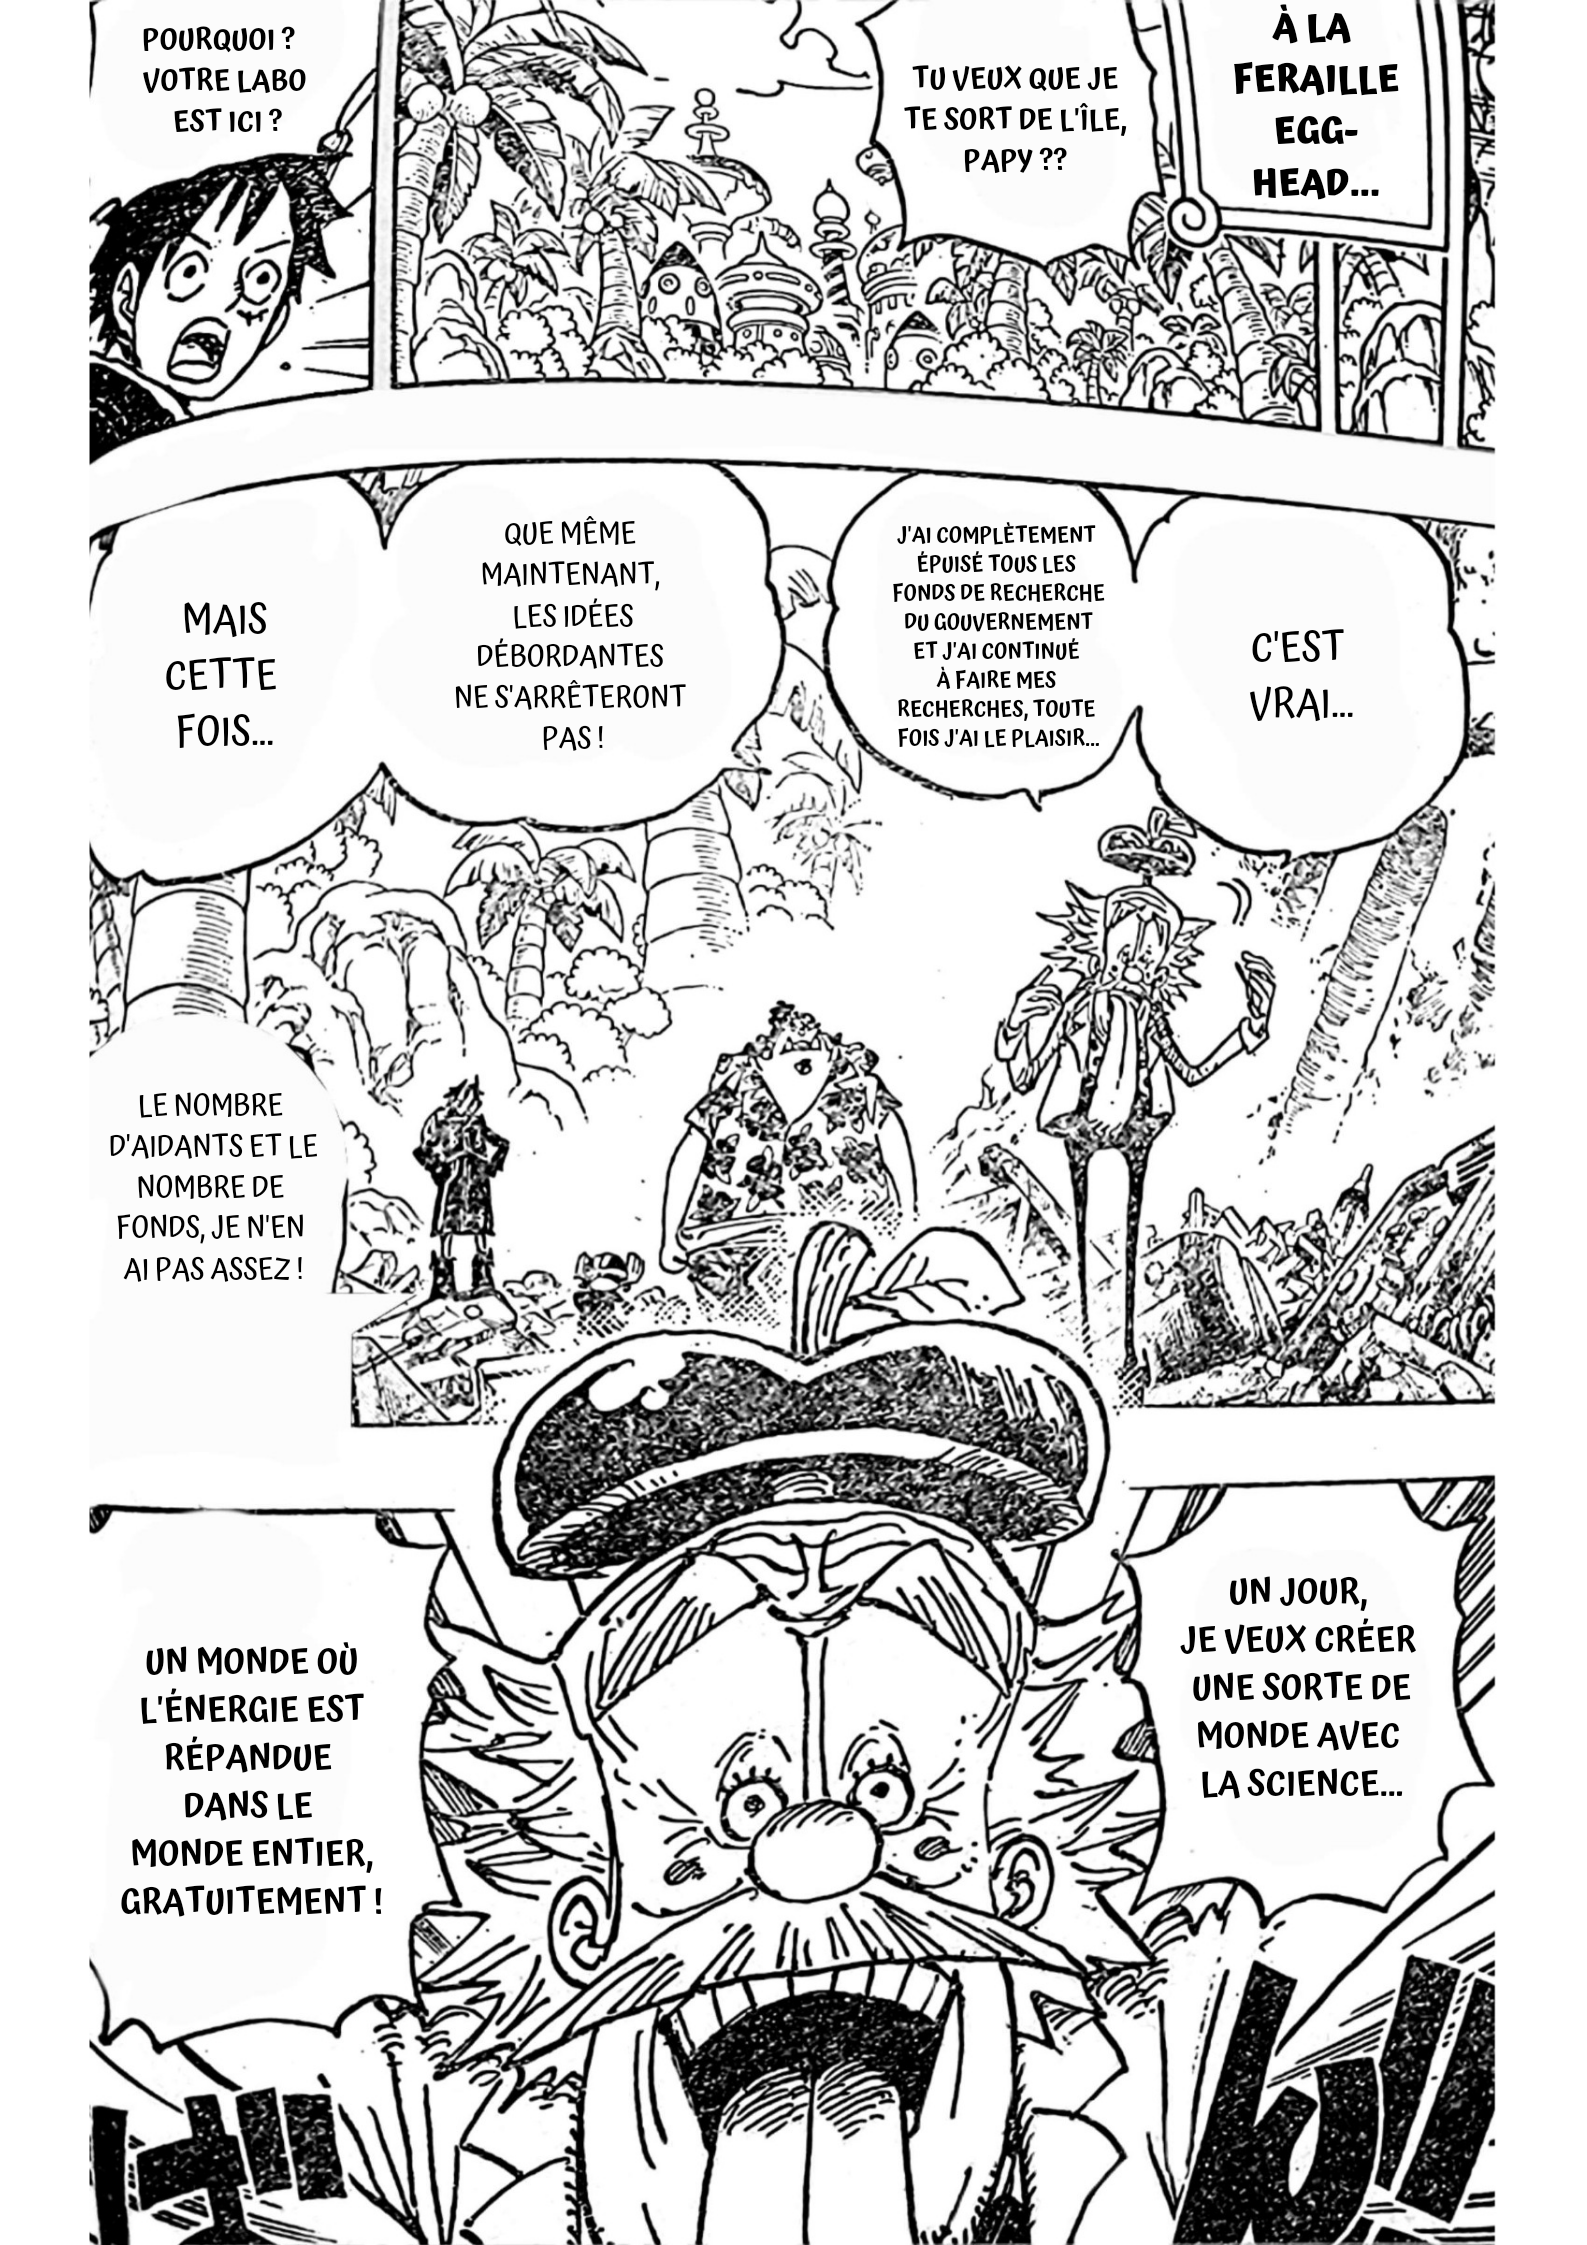 À LA
FERAILLE
EGG-
HEAD...
TU VEUX QUE JE
TE SORT DE L'ÎLE,
PAPY ??
POURQUOI ?
VOTRE LABO
EST ICI ?
C'EST
VRAI...
J'AI COMPLÈTEMENT
ÉPUISÉ TOUS LES
FONDS DE RECHERCHE
DU GOUVERNEMENT
ET J'AI CONTINUÉ
À FAIRE MES
RECHERCHES, TOUTE
FOIS J'AI LE PLAISIR...
QUE MÊME
MAINTENANT,
LES IDÉES
DÉBORDANTES
NE S'ARRÊTERONT
PAS !
MAIS
CETTE
FOIS...
LE NOMBRE
D'AIDANTS ET LE
NOMBRE DE
FONDS, JE N'EN
AI PAS ASSEZ !
UN JOUR,
JE VEUX CRÉER
UNE SORTE DE
MONDE AVEC
LA SCIENCE...
UN MONDE OÙ
L'ÉNERGIE EST
RÉPANDUE
DANS LE
MONDE ENTIER,
GRATUITEMENT !